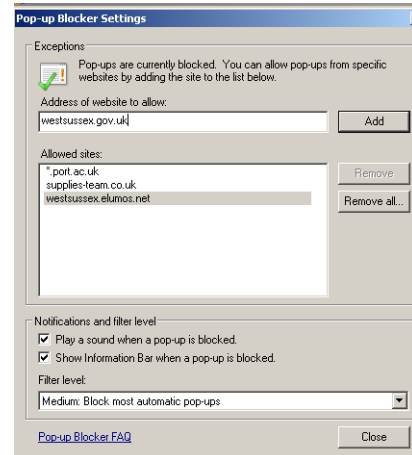 Pop-up Blocker Settings
Exceptions
Pop-ups are currently blocked. You can allow pop-ups from specific
websites by adding the site to the list below.
Address of website to allow:
westsussex.gov.uk
Add
Allowed sites:
*.port.ac.uk
supplies-team.co.uk
westsussex.elumos.net
Remove
Remove all...
Notifications and filter level
Play a sound when a pop-up is blocked.
Show Information Bar when a pop-up is blocked.
Filter level:
Medium: Block most automatic pop-ups
Pop-up Blocker FAQ
Close